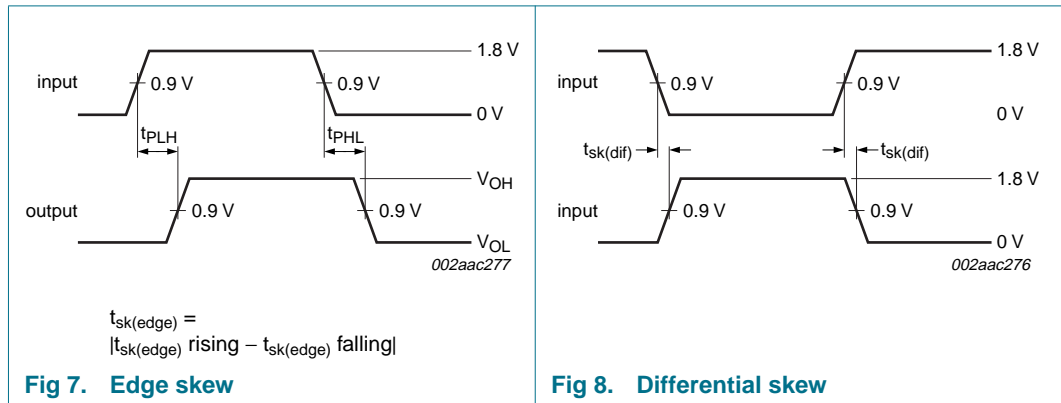 1.8 V
input
0.9 V
0.9 V
0 V
tPLH
tPHL
VOH
output
0.9 V
0.9 V
VOL
002aac277
tsk(edge) =
|tsk(edge) rising − tsk(edge) falling|
Fig 7. Edge skew
1.8 V
input
0.9 V
0.9 V
0 V
tsk(dif)
tsk(dif)
1.8 V
input
0.9 V
0.9 V
0 V
002aac276
Fig 8. Differential skew